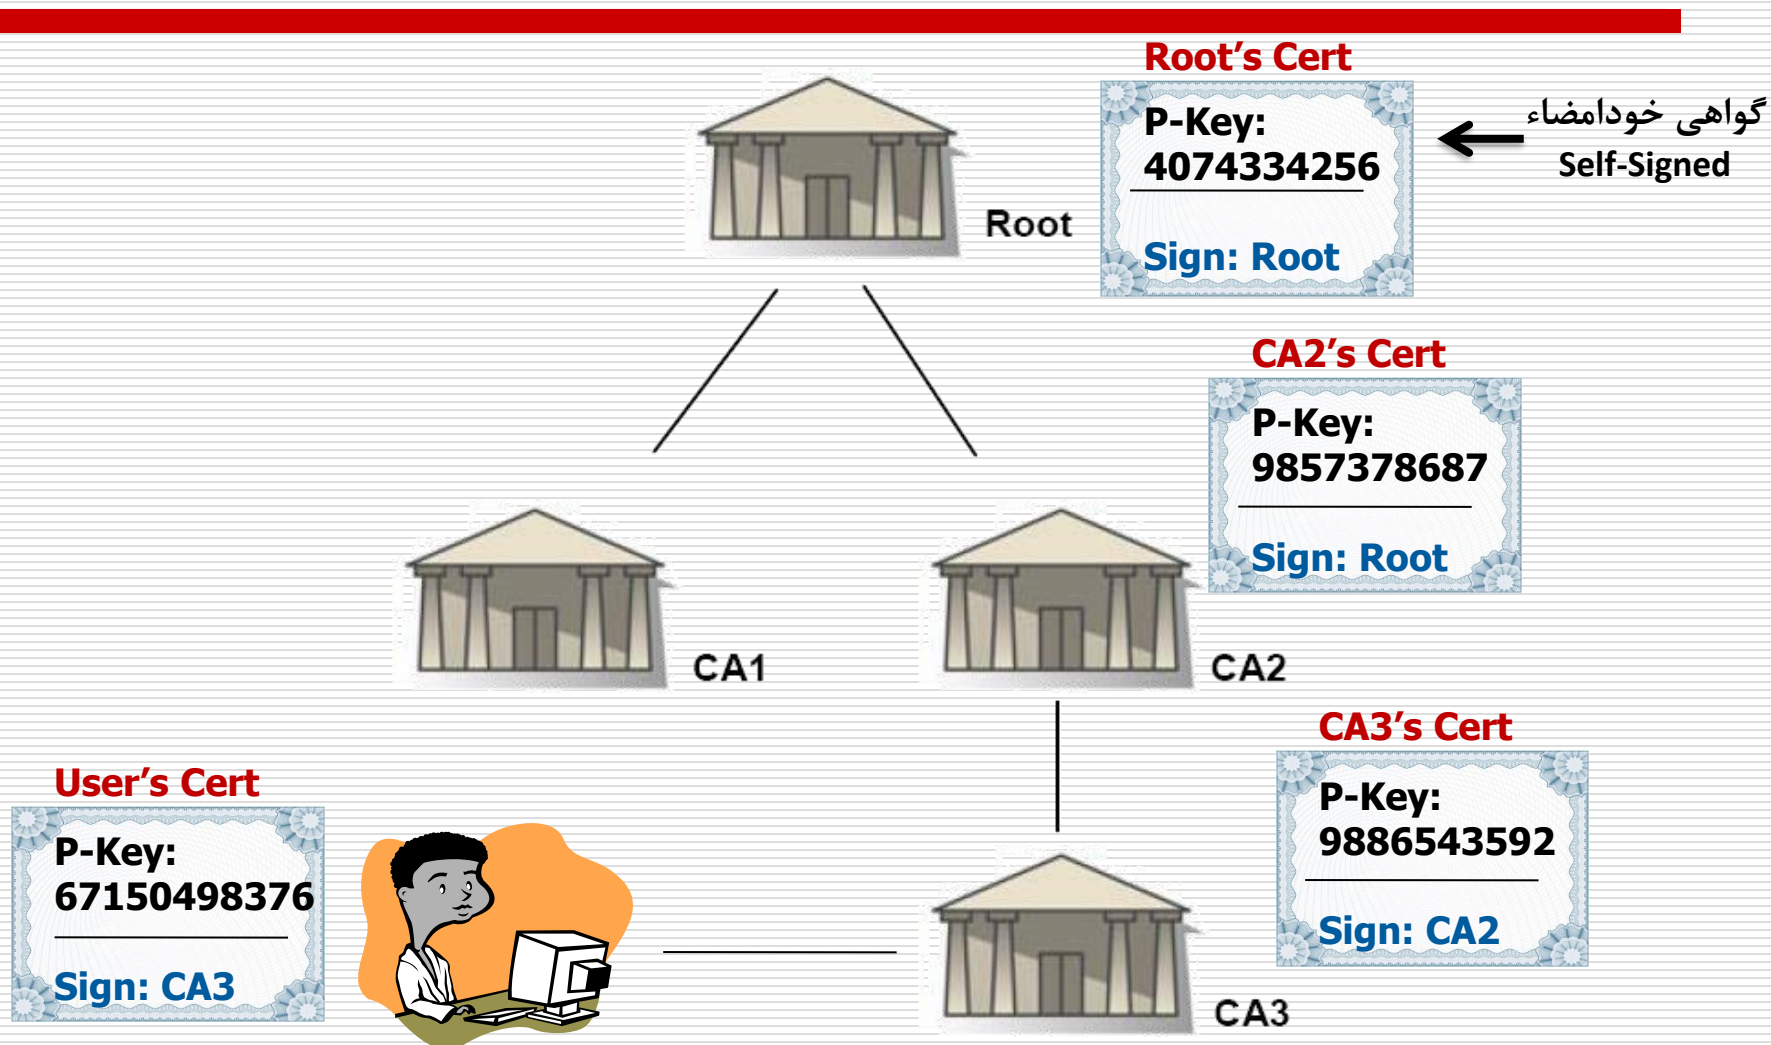 Root’s Cert
P-Key:
4074334256
Sign: Root
گواهی خودامضاء
Self-Signed
Root
CA2’s Cert
P-Key:
9857378687
Sign: Root
CA1
CA2
CA3’s Cert
P-Key:
9886543592
Sign: CA2
User’s Cert
P-Key:
67150498376
Sign: CA3
CA3